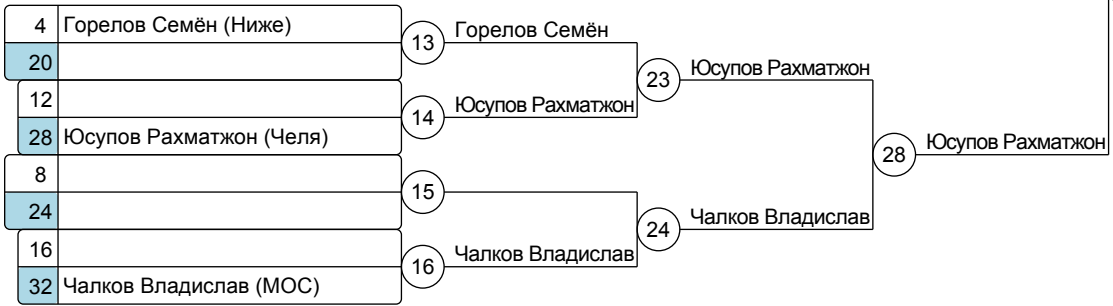 4 Горелов Семён (Ниже)
20
12
28 Юсупов Рахматжон (Челя)
8
24
16
32 Чалков Владислав (МОС)
13 Горелов Семён
14 Юсупов Рахматжон
15
16 Чалков Владислав
23 Юсупов Рахматжон
24 Чалков Владислав
28 Юсупов Рахматжон